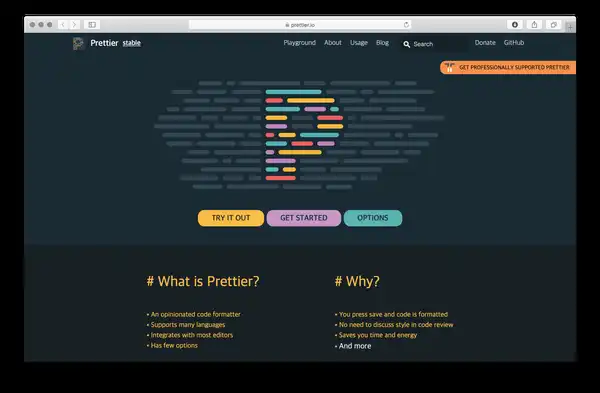 prettier.io
Prettier stable
Playground About Usage Blog Search Donate GitHub
GET PROFESSIONALLY SUPPORTED PRETTIER
TRY IT OUT GET STARTED OPTIONS
# What is Prettier?
• An opinionated code formatter
• Supports many languages
• Integrates with most editors
• Has few options
# Why?
• You press save and code is formatted
• No need to discuss style in code review
• Saves you time and energy
• And more